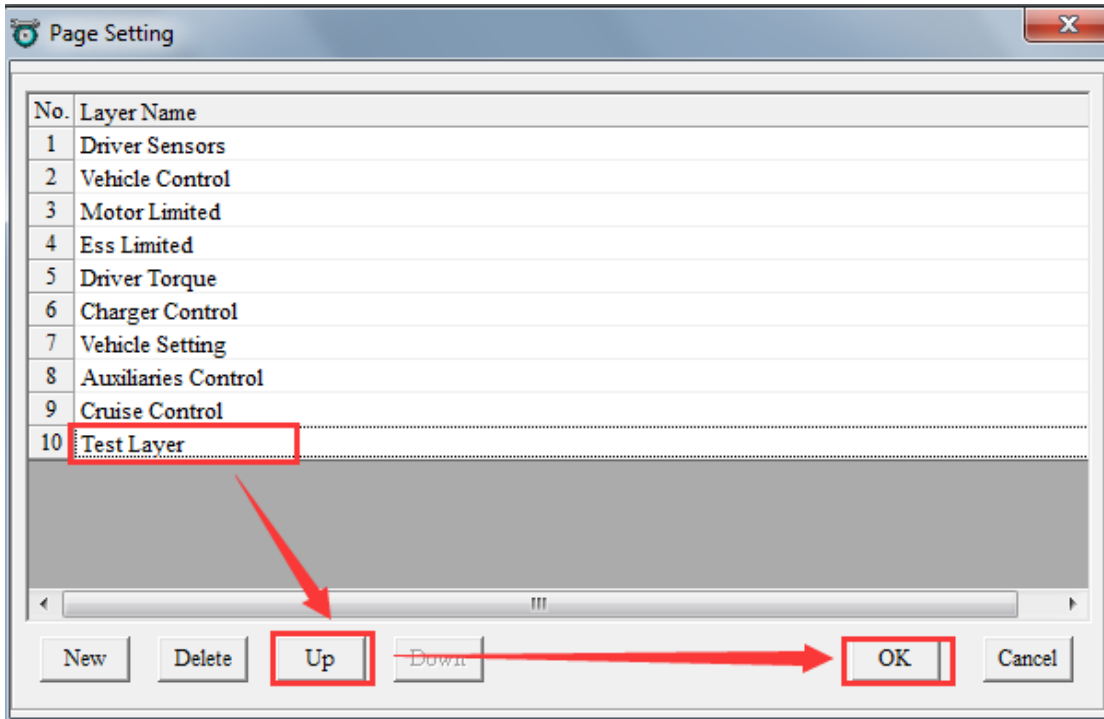 Page Setting
No. Layer Name
1 Driver Sensors
2 Vehicle Control
3 Motor Limited
4 Ess Limited
5 Driver Torque
6 Charger Control
7 Vehicle Setting
8 Auxiliaries Control
9 Cruise Control
10 Test Layer
New Delete Up Down OK Cancel